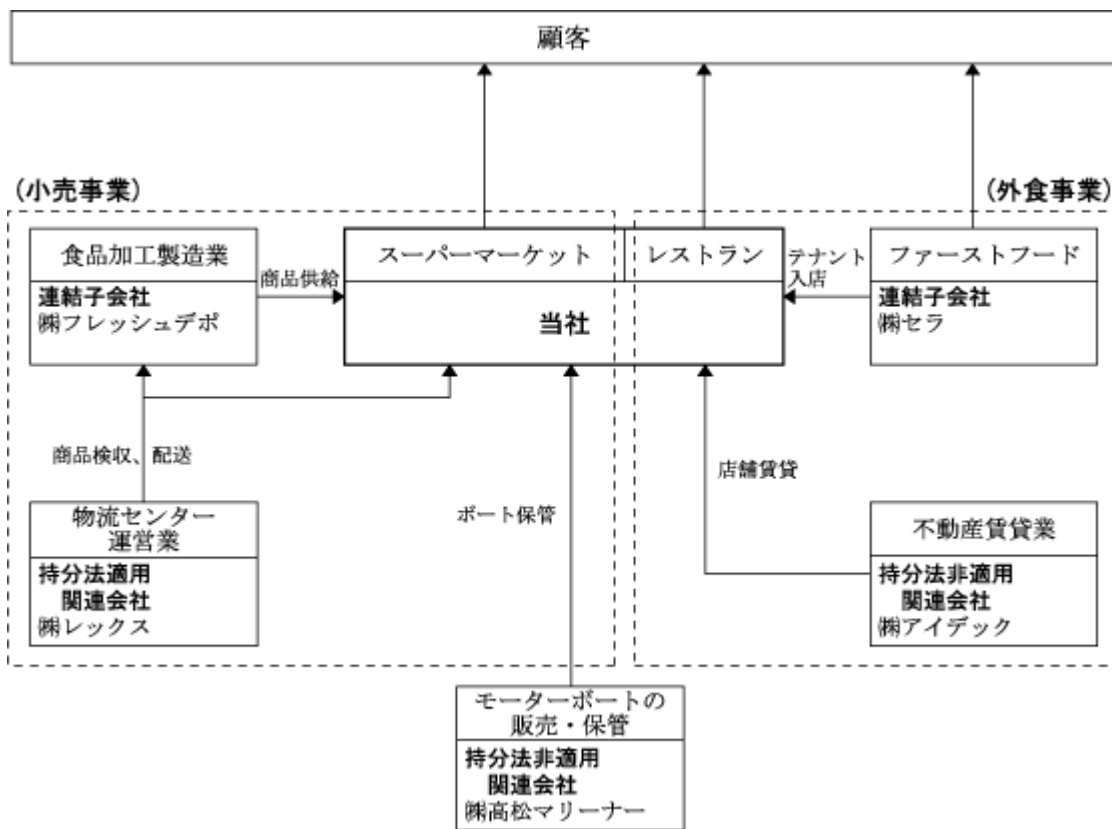 顧客
(小売事業)
(外食事業)
食品加工製造業
連結子会社
㈱フレッシュデポ
商品供給
スーパーマーケット
レストラン
当社
テナント
入店
ファーストフード
連結子会社
㈱セラ
商品検収、配送
ボート保管
店舗賃貸
物流センター
運営業
持分法適用
関連会社
㈱レックス
不動産賃貸業
持分法非適用
関連会社
㈱アイデック
モーターボートの
販売・保管
持分法非適用
関連会社
㈱高松マリーナー